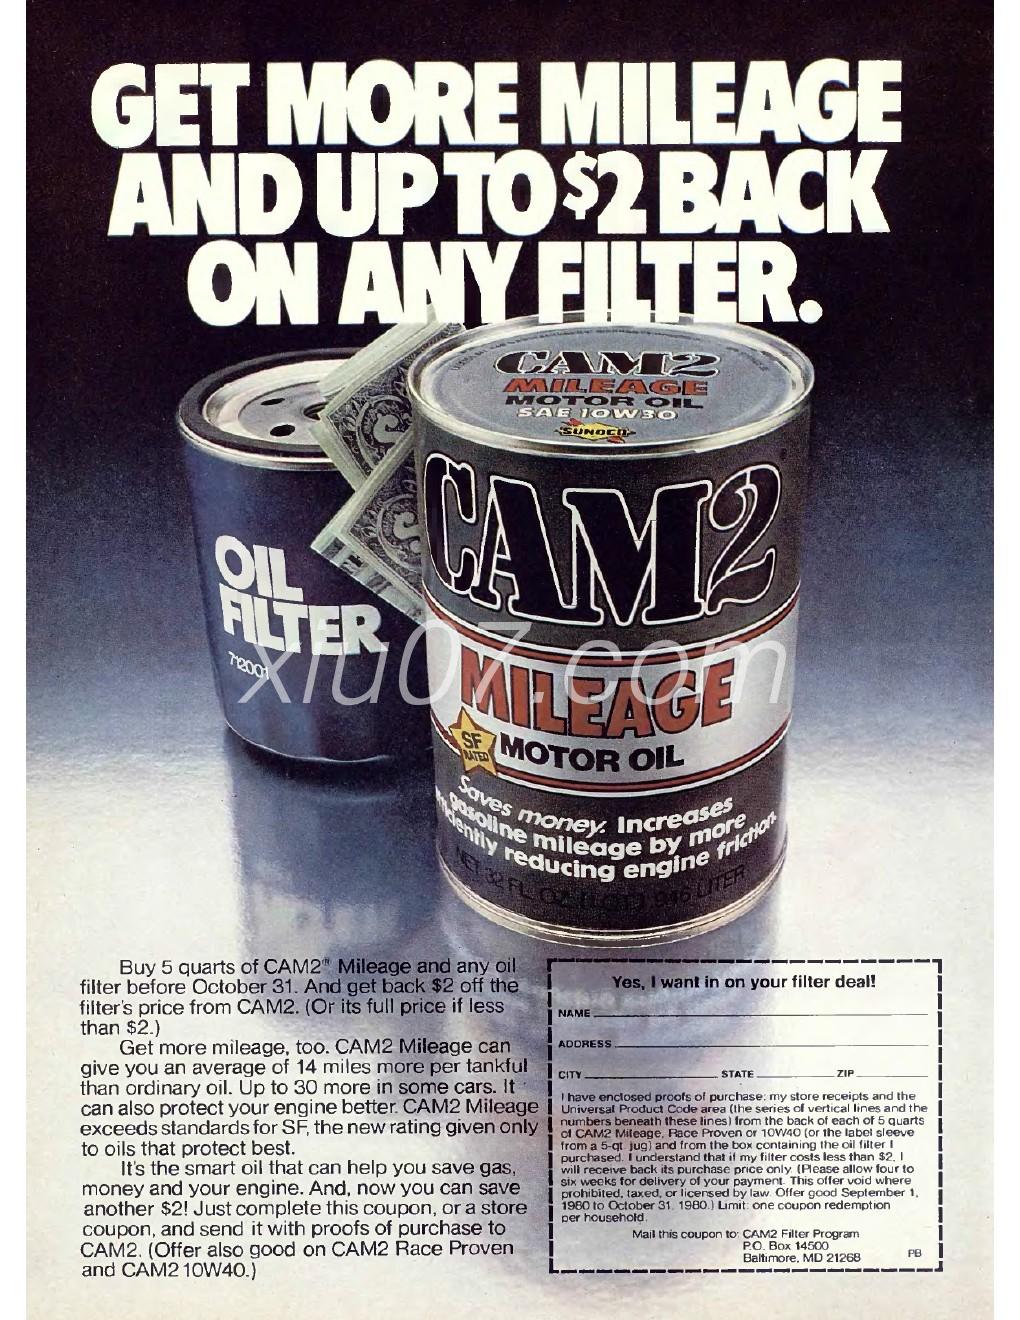 GET MORE MILEAGE
AND UP TO $2 BACK
ON ANY FILTER.
CAM2
MILEAGE
MOTOR OIL
SAE 10W30
SUNOCO
OIL
FILTER
712001
CAM2
MILEAGE
SF
RATED
MOTOR OIL
Saves money. Increases
gasoline mileage by more
efficiently reducing engine friction.
NET 32 FL. OZ. (1 QT.) .946 LITER
xiu07.com
Buy 5 quarts of CAM2™ Mileage and any oil
filter before October 31. And get back $2 off the
filter's price from CAM2. (Or its full price if less
than $2.)
Get more mileage, too. CAM2 Mileage can
give you an average of 14 miles more per tankful
than ordinary oil. Up to 30 more in some cars. It
can also protect your engine better. CAM2 Mileage
exceeds standards for SF, the new rating given only
to oils that protect best.
It's the smart oil that can help you save gas,
money and your engine. And, now you can save
another $2! Just complete this coupon, or a store
coupon, and send it with proofs of purchase to
CAM2. (Offer also good on CAM2 Race Proven
and CAM2 10W40.)
Yes, I want in on your filter deal!
NAME
ADDRESS
CITY STATE ZIP
I have enclosed proofs of purchase: my store receipts and the
Universal Product Code area (the series of vertical lines and the
numbers beneath these lines) from the back of each of 5 quarts
of CAM2 Mileage, Race Proven or 10W40 (or the label sleeve
from a 5-qt. jug) and from the box containing the oil filter I
purchased. I understand that if my filter costs less than $2, I
will receive back its purchase price only. (Please allow four to
six weeks for delivery of your payment. This offer void where
prohibited, taxed, or licensed by law. Offer good September 1,
1980 to October 31, 1980.) Limit: one coupon redemption
per household.
Mail this coupon to: CAM2 Filter Program
P.O. Box 14500
Baltimore, MD 21268
PB